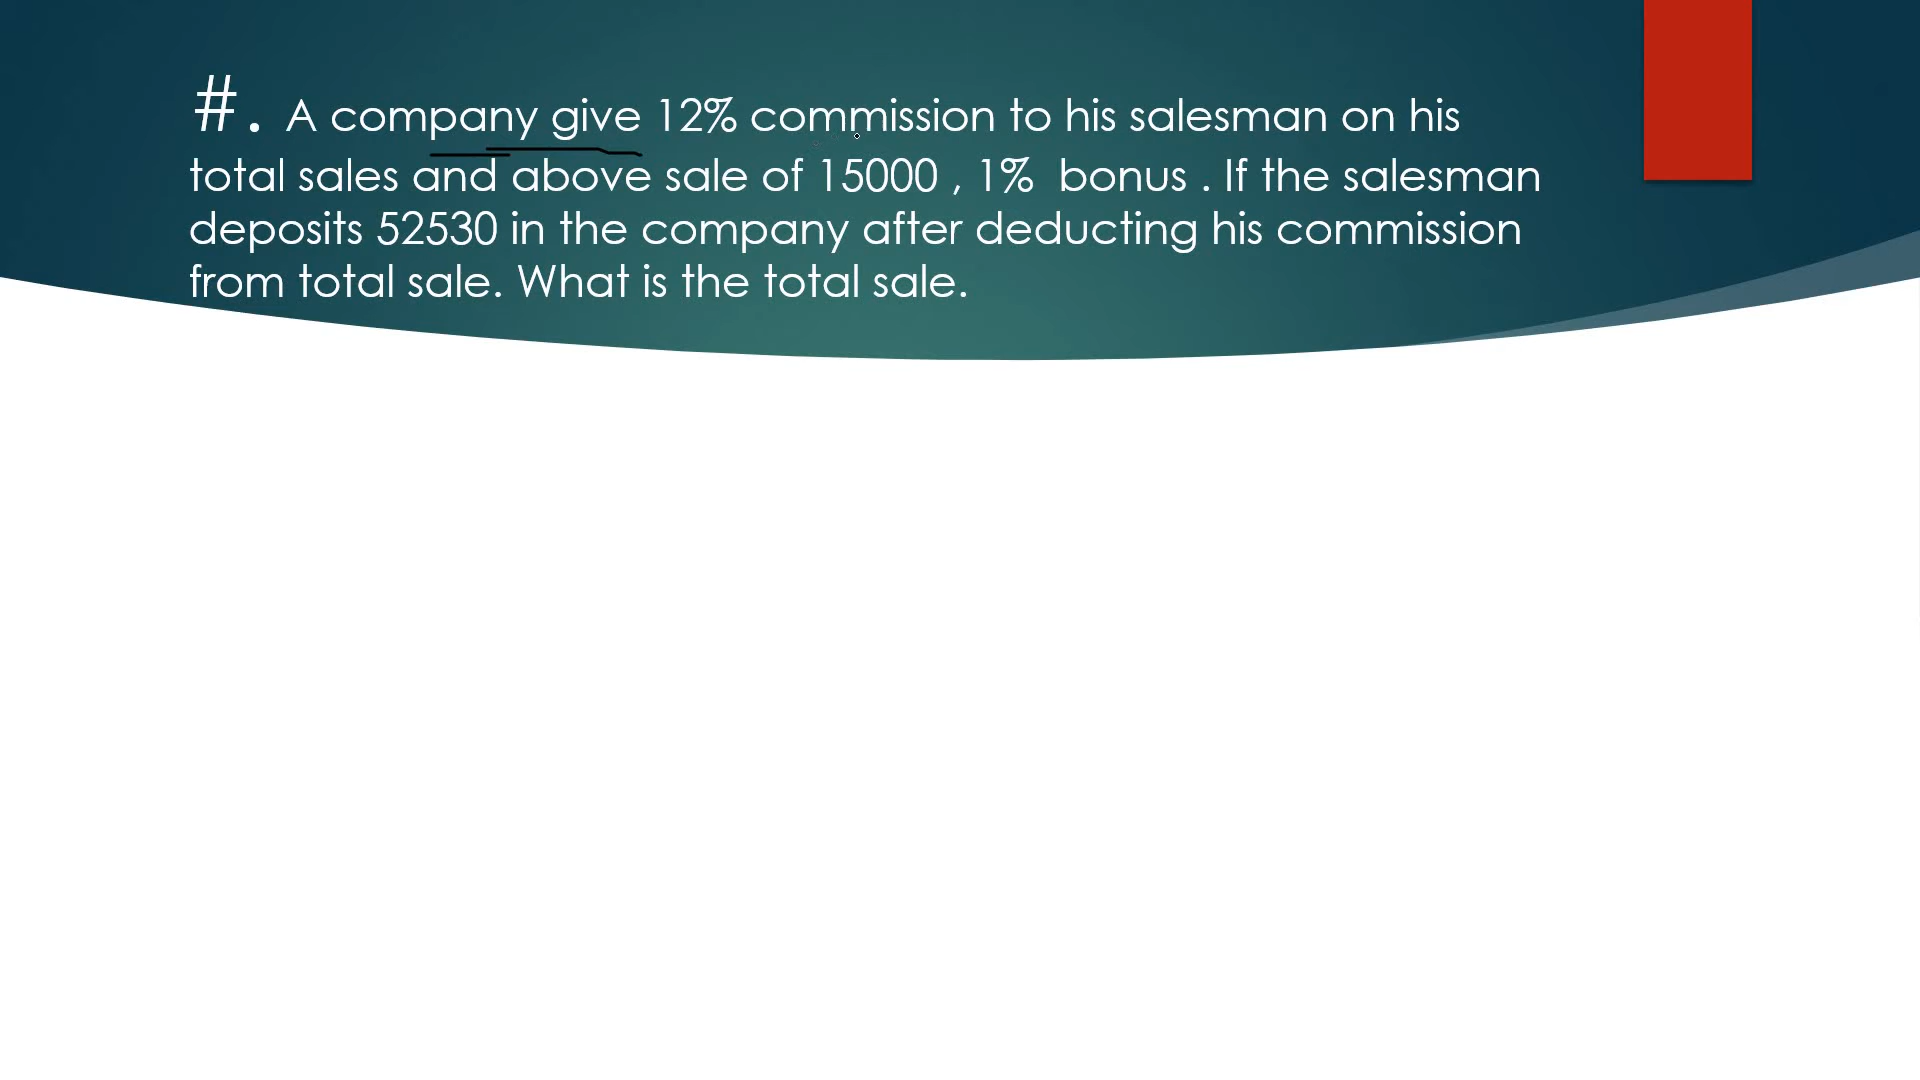 #. A company give 12% commission to his salesman on his
total sales and above sale of 15000 , 1% bonus . If the salesman
deposits 52530 in the company after deducting his commission
from total sale. What is the total sale.